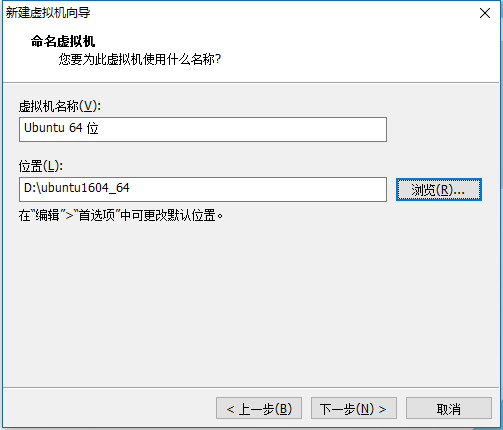 新建虚拟机向导
命名虚拟机
您要为此虚拟机使用什么名称?
虚拟机名称(V):
Ubuntu 64 位
位置(L):
D:\ubuntu1604_64
浏览(R)...
在“编辑”>“首选项”中可更改默认位置。
< 上一步(B)
下一步(N) >
取消